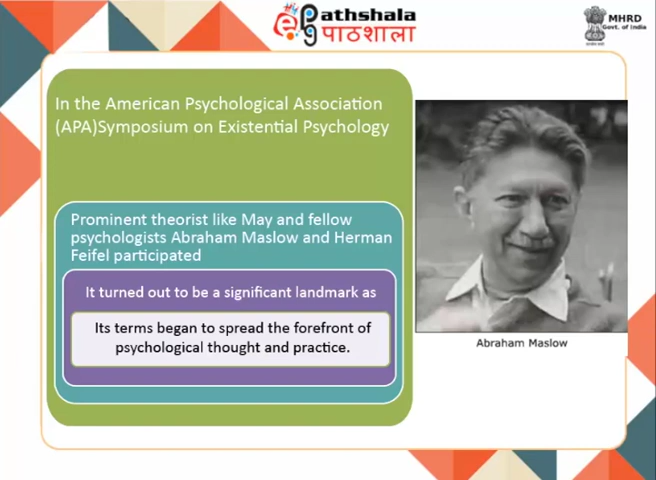 Pathshala
पाठशाला
MHRD
Govt. of India
In the American Psychological Association
(APA)Symposium on Existential Psychology
Prominent theorist like May and fellow
psychologists Abraham Maslow and Herman
Feifel participated
It turned out to be a significant landmark as
Its terms began to spread the forefront of
psychological thought and practice.
Abraham Maslow